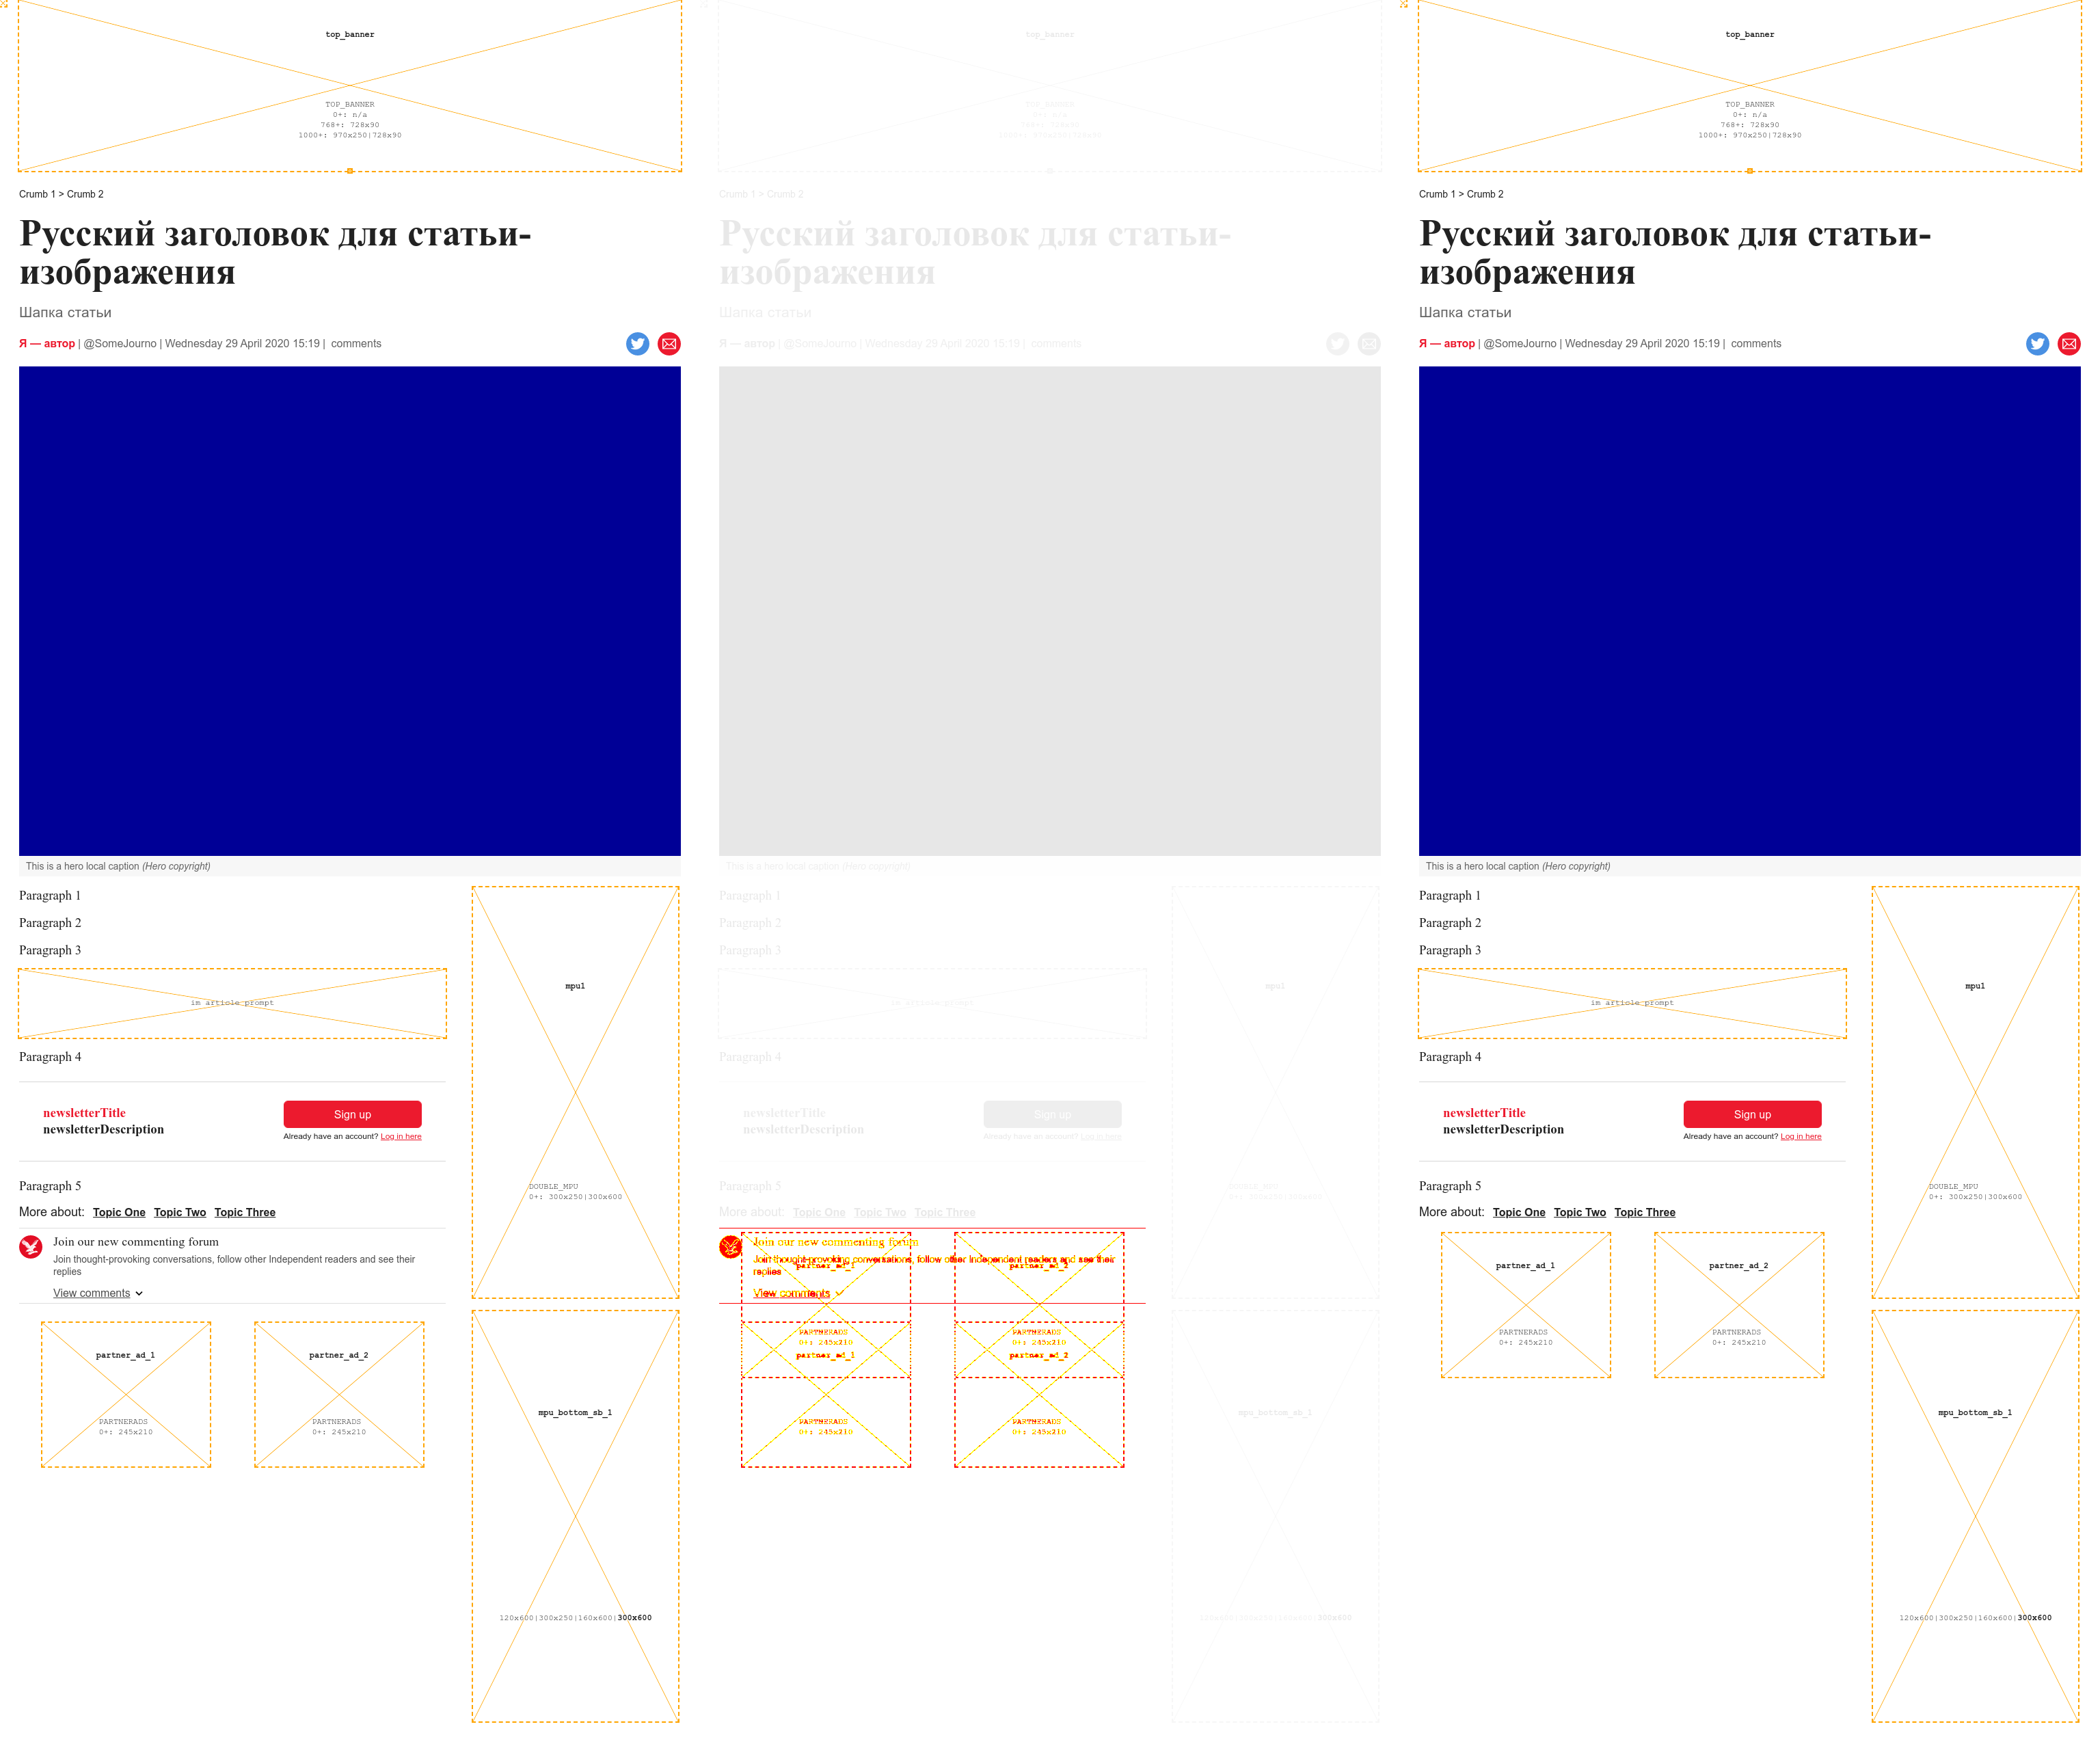 top_banner
TOP_BANNER
0+: n/a
768+: 728x90
1000+: 970x250|728x90
Crumb 1 > Crumb 2
Русский заголовок для статьи-
изображения
Шапка статьи
Я — автор | @SomeJourno | Wednesday 29 April 2020 15:19 | comments
This is a hero local caption (Hero copyright)
Paragraph 1
Paragraph 2
Paragraph 3
im article prompt
Paragraph 4
newsletterTitle
newsletterDescription
Sign up
Already have an account? Log in here
Paragraph 5
More about: Topic One Topic Two Topic Three
Join our new commenting forum
Join thought-provoking conversations, follow other Independent readers and see their
replies
View comments
partner_ad_1
PARTNERADS
0+: 245x210
partner_ad_2
PARTNERADS
0+: 245x210
mpu1
DOUBLE_MPU
0+: 300x250|300x600
mpu_bottom_sb_1
120x600|300x250|160x600|300x600
top_banner
TOP_BANNER
0+: n/a
768+: 728x90
1000+: 970x250|728x90
Crumb 1 > Crumb 2
Русский заголовок для статьи-
изображения
Шапка статьи
Я — автор | @SomeJourno | Wednesday 29 April 2020 15:19 | comments
This is a hero local caption (Hero copyright)
Paragraph 1
Paragraph 2
Paragraph 3
im article prompt
Paragraph 4
newsletterTitle
newsletterDescription
Sign up
Already have an account? Log in here
Paragraph 5
More about: Topic One Topic Two Topic Three
Join our new commenting forum
Join thought-provoking conversations, follow other Independent readers and see their
partner_ad_1
partner_ad_2
replies
View comments
PARTNERADS
0+: 245x210
PARTNERADS
0+: 245x210
partner_ad_1
partner_ad_2
PARTNERADS
0+: 245x210
PARTNERADS
0+: 245x210
mpu1
DOUBLE_MPU
0+: 300x250|300x600
mpu_bottom_sb_1
120x600|300x250|160x600|300x600
top_banner
TOP_BANNER
0+: n/a
768+: 728x90
1000+: 970x250|728x90
Crumb 1 > Crumb 2
Русский заголовок для статьи-
изображения
Шапка статьи
Я — автор | @SomeJourno | Wednesday 29 April 2020 15:19 | comments
This is a hero local caption (Hero copyright)
Paragraph 1
Paragraph 2
Paragraph 3
im article prompt
Paragraph 4
newsletterTitle
newsletterDescription
Sign up
Already have an account? Log in here
Paragraph 5
More about: Topic One Topic Two Topic Three
partner_ad_1
PARTNERADS
0+: 245x210
partner_ad_2
PARTNERADS
0+: 245x210
mpu1
DOUBLE_MPU
0+: 300x250|300x600
mpu_bottom_sb_1
120x600|300x250|160x600|300x600